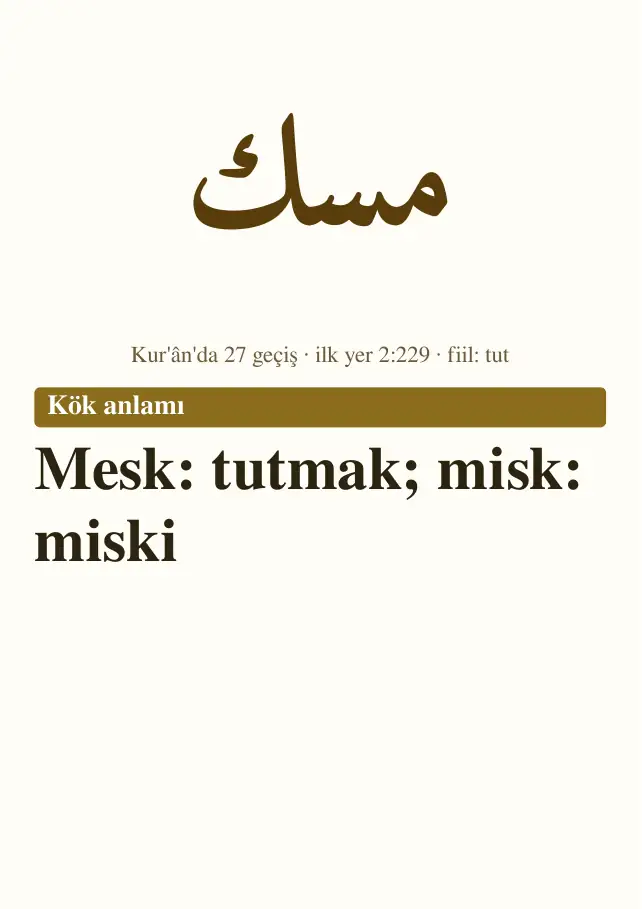 مسك
Kur'ân'da 27 geçiş · ilk yer 2:229 · fiil: tut
Kök anlamı
Mesk: tutmak; misk:
miski